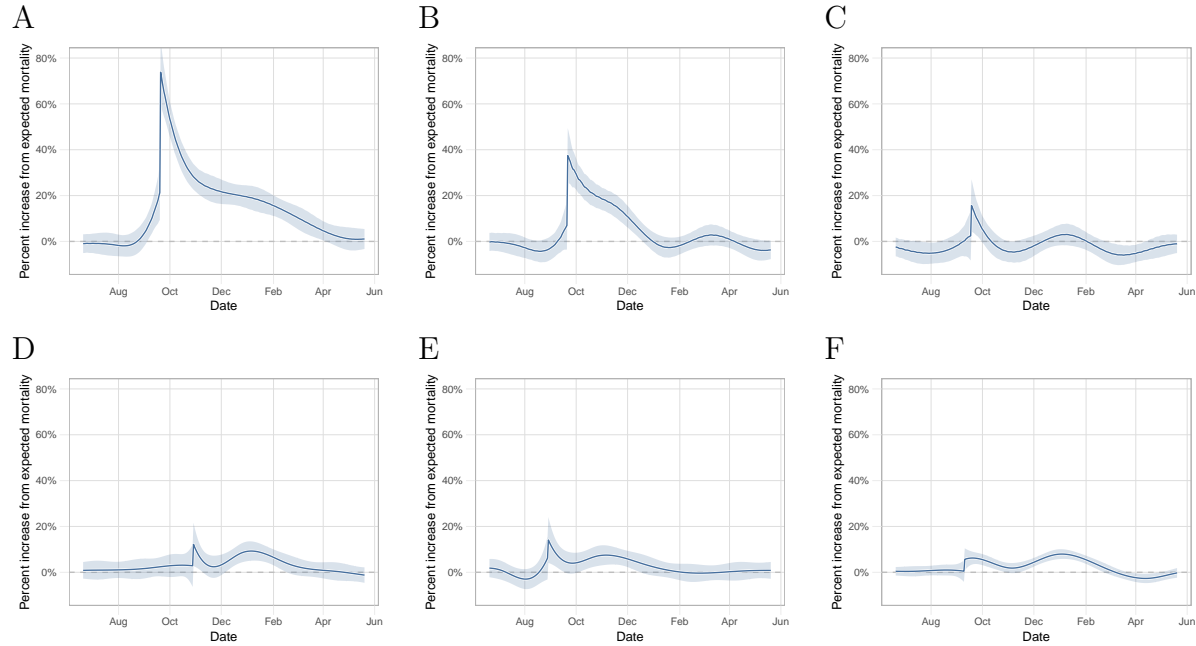 A
Percent increase from expected mortality
80%
60%
40%
20%
0%
Aug Oct Dec Feb Apr Jun
Date
B
Percent increase from expected mortality
80%
60%
40%
20%
0%
Aug Oct Dec Feb Apr Jun
Date
C
Percent increase from expected mortality
80%
60%
40%
20%
0%
Aug Oct Dec Feb Apr Jun
Date
D
Percent increase from expected mortality
80%
60%
40%
20%
0%
Aug Oct Dec Feb Apr Jun
Date
E
Percent increase from expected mortality
80%
60%
40%
20%
0%
Aug Oct Dec Feb Apr Jun
Date
F
Percent increase from expected mortality
80%
60%
40%
20%
0%
Aug Oct Dec Feb Apr Jun
Date